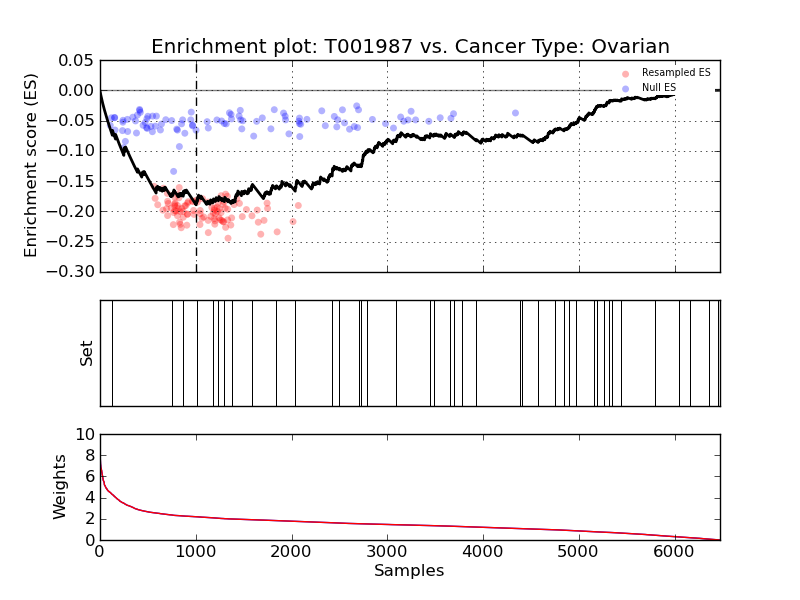 Enrichment plot: T001987 vs. Cancer Type: Ovarian
0.05
0.00
−0.05
−0.10
−0.15
−0.20
−0.25
−0.30
Enrichment score (ES)
Resampled ES
Null ES
Set
10
8
6
4
2
0
Weights
0 1000 2000 3000 4000 5000 6000
Samples